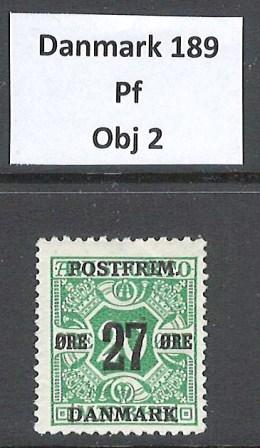 Danmark 189
Pf
Obj 2
POSTFRIM.
ØRE 27 ØRE
DANMARK